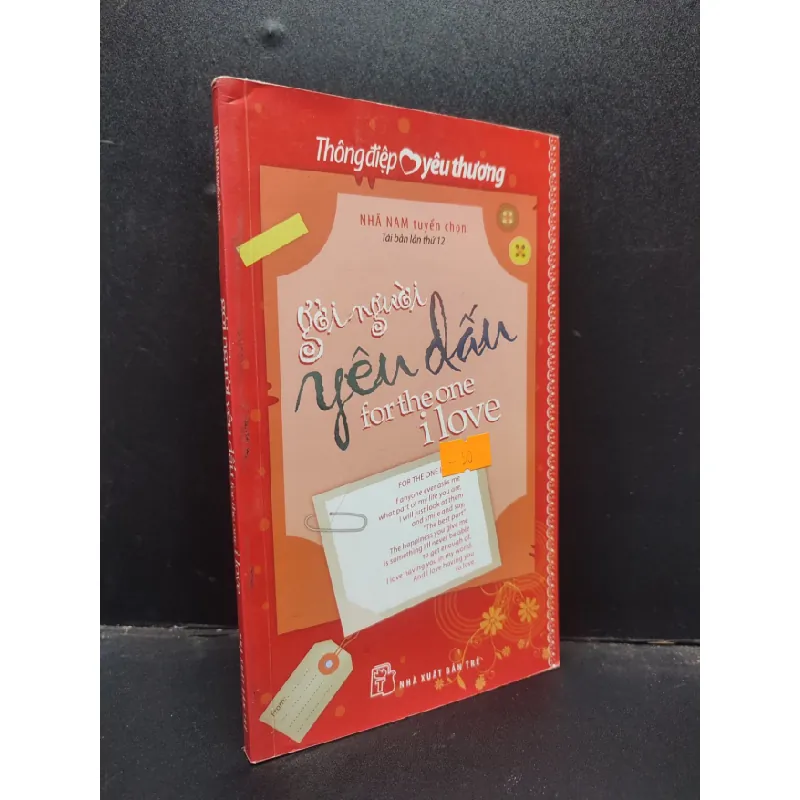 Thông điệp yêu thương
NHÃ NAM tuyển chọn
Tái bản lần thứ 12
gởi người
yêu dấu
for the one
i love
50
FOR THE ONE I
If anyone ever asks me
what part of my life you are,
I will just look at them
and smile and say,
"The best part"
The happiness you give me
is something I'll never be able
to get enough of.
I love having you in my world
And I love having you
to love.
From:
NHÀ XUẤT BẢN TRẺ